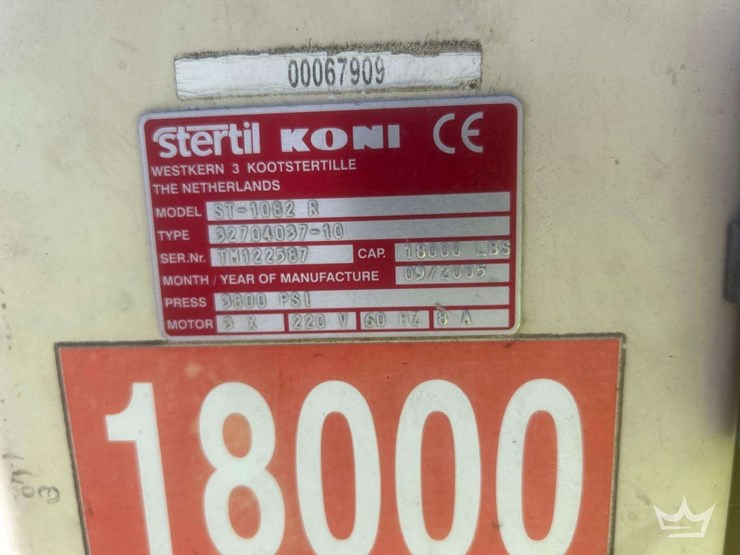 00067909
stertil KONI CE
WESTKERN 3 KOOTSTERTILLE
THE NETHERLANDS
MODEL ST-1082 R
TYPE 32704037-10
SER.Nr. TM122587 CAP. 18000 LBS
MONTH / YEAR OF MANUFACTURE 09/2005
PRESS 3800 PSI
MOTOR 3 X 220 V 60 HZ 8 A
18000